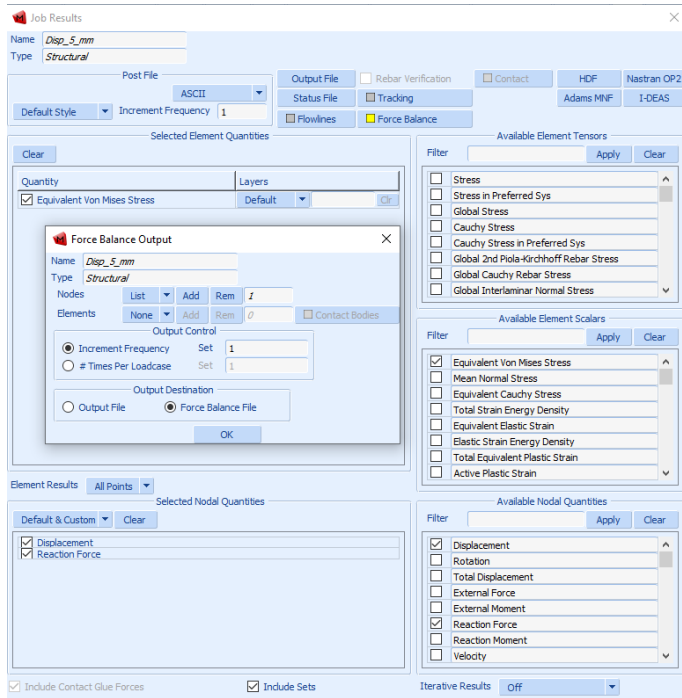 Job Results
Name Disp_5_mm
Type Structural
Post File
ASCII
Default Style Increment Frequency 1
Output File Rebar Verification Contact HDF Nastran OP2
Status File Tracking Adams MNF I-DEAS
Flowlines Force Balance
Selected Element Quantities
Clear
Quantity Layers
Equivalent Von Mises Stress Default Clr
Force Balance Output
Name Disp_5_mm
Type Structural
Nodes List Add Rem 1
Elements None Add Rem 0 Contact Bodies
Output Control
Increment Frequency Set 1
# Times Per Loadcase Set 1
Output Destination
Output File Force Balance File
OK
Available Element Tensors
Filter Apply Clear
Stress
Stress in Preferred Sys
Global Stress
Cauchy Stress
Cauchy Stress in Preferred Sys
Global 2nd Piola-Kirchhoff Rebar Stress
Global Cauchy Rebar Stress
Global Interlaminar Normal Stress
Available Element Scalars
Filter Apply Clear
Equivalent Von Mises Stress
Mean Normal Stress
Equivalent Cauchy Stress
Total Strain Energy Density
Equivalent Elastic Strain
Elastic Strain Energy Density
Total Equivalent Plastic Strain
Active Plastic Strain
Element Results All Points
Selected Nodal Quantities
Default & Custom Clear
Displacement
Reaction Force
Available Nodal Quantities
Filter Apply Clear
Displacement
Rotation
Total Displacement
External Force
External Moment
Reaction Force
Reaction Moment
Velocity
Include Contact Glue Forces Include Sets Iterative Results Off